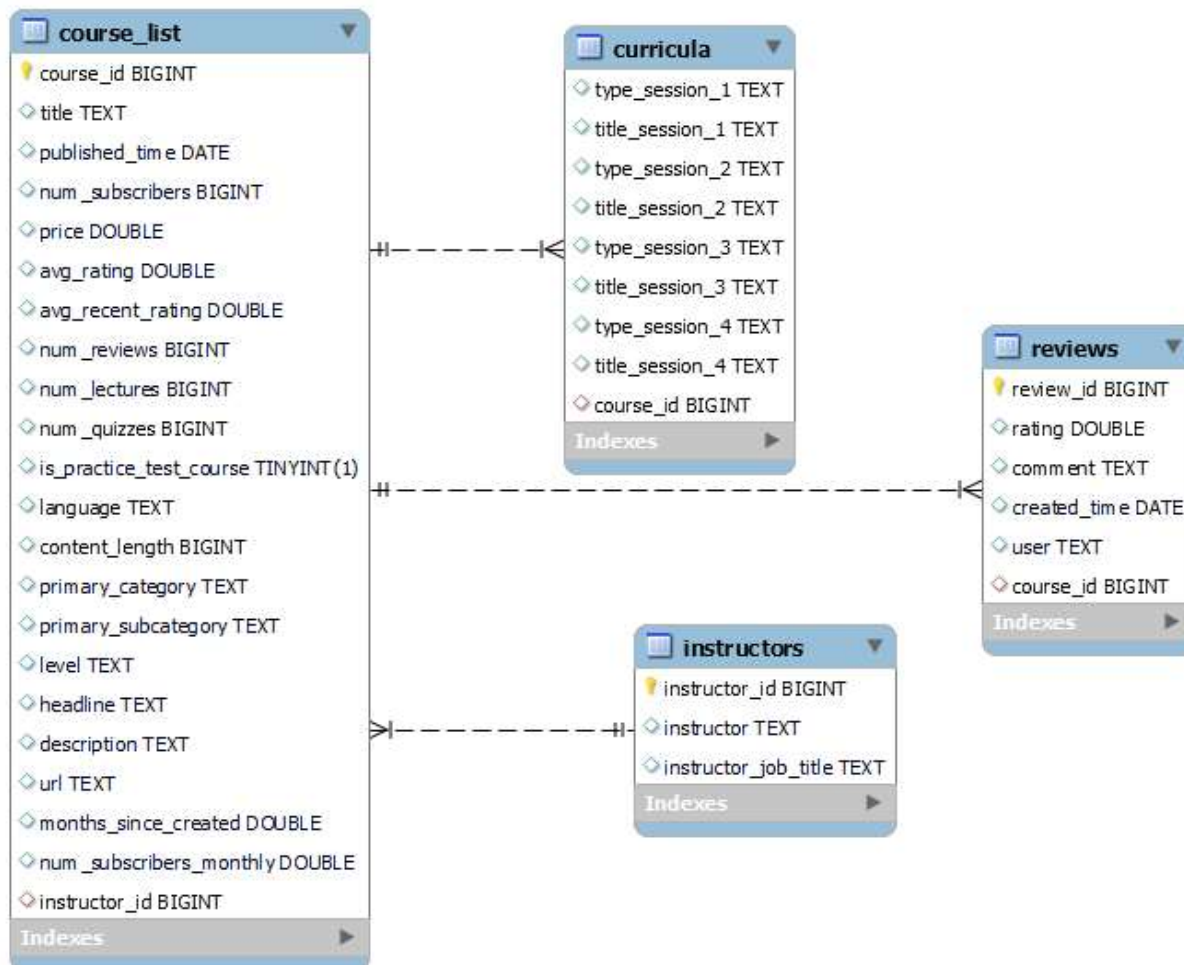 course_list
course_id BIGINT
title TEXT
published_time DATE
num_subscribers BIGINT
price DOUBLE
avg_rating DOUBLE
avg_recent_rating DOUBLE
num_reviews BIGINT
num_lectures BIGINT
num_quizzes BIGINT
is_practice_test_course TINYINT(1)
language TEXT
content_length BIGINT
primary_category TEXT
primary_subcategory TEXT
level TEXT
headline TEXT
description TEXT
url TEXT
months_since_created DOUBLE
num_subscribers_monthly DOUBLE
instructor_id BIGINT
Indexes
curricula
type_session_1 TEXT
title_session_1 TEXT
type_session_2 TEXT
title_session_2 TEXT
type_session_3 TEXT
title_session_3 TEXT
type_session_4 TEXT
title_session_4 TEXT
course_id BIGINT
Indexes
reviews
review_id BIGINT
rating DOUBLE
comment TEXT
created_time DATE
user TEXT
course_id BIGINT
Indexes
instructors
instructor_id BIGINT
instructor TEXT
instructor_job_title TEXT
Indexes